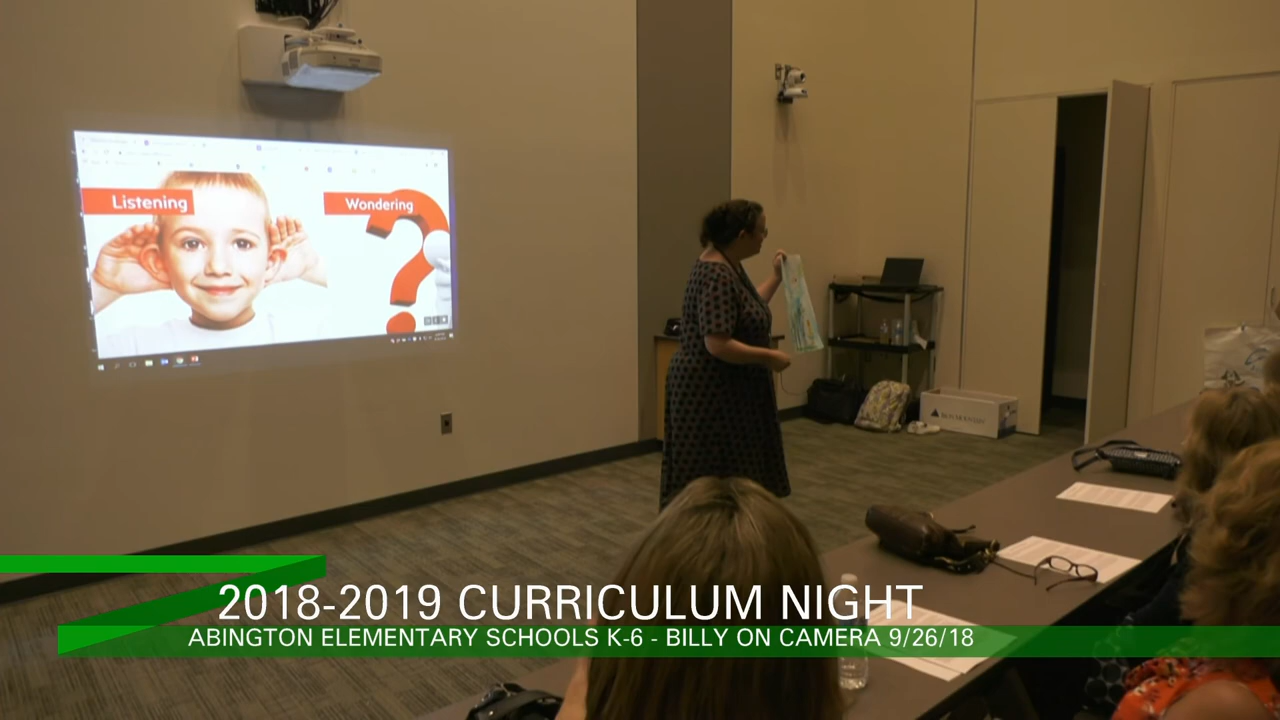 Listening
Wondering
2018-2019 CURRICULUM NIGHT
ABINGTON ELEMENTARY SCHOOLS K-6 - BILLY ON CAMERA 9/26/18